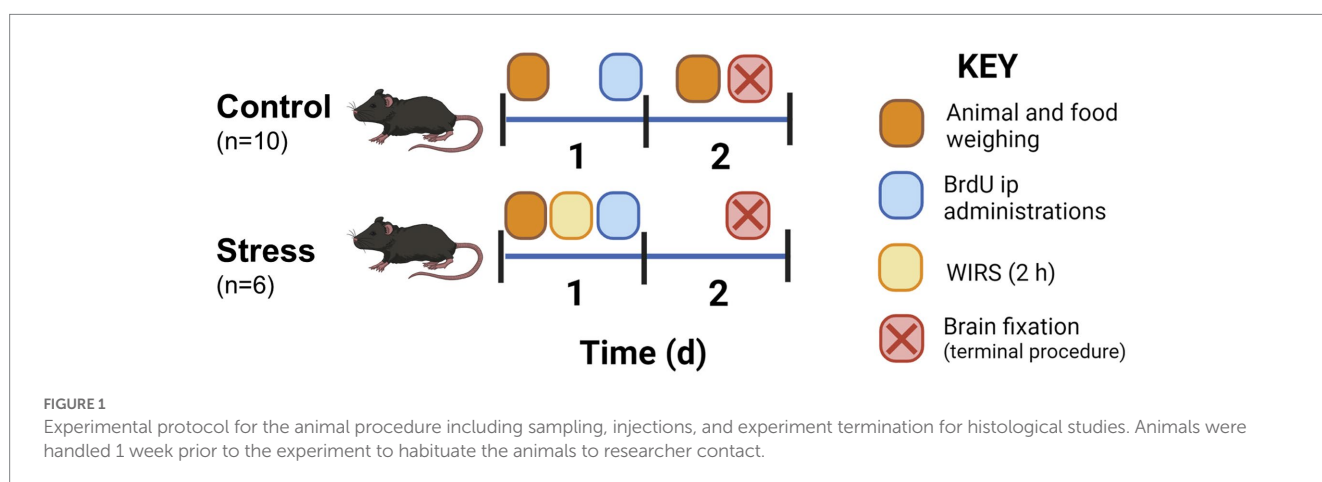 Control
(n=10)
1
2
Stress
(n=6)
1
2
Time (d)
KEY
Animal and food
weighing
BrdU ip
administrations
WIRS (2 h)
Brain fixation
(terminal procedure)
FIGURE 1
Experimental protocol for the animal procedure including sampling, injections, and experiment termination for histological studies. Animals were
handled 1 week prior to the experiment to habituate the animals to researcher contact.